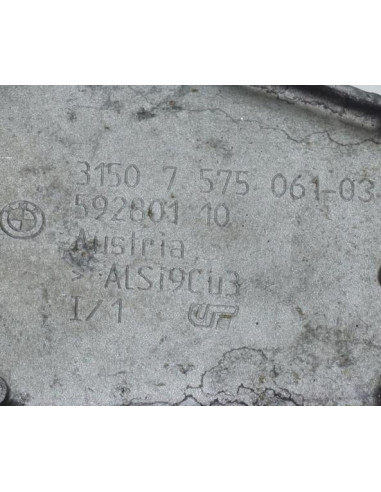 3150 7 575 061-03
592801 10
Austria
> ALSi9Cu3
I/1